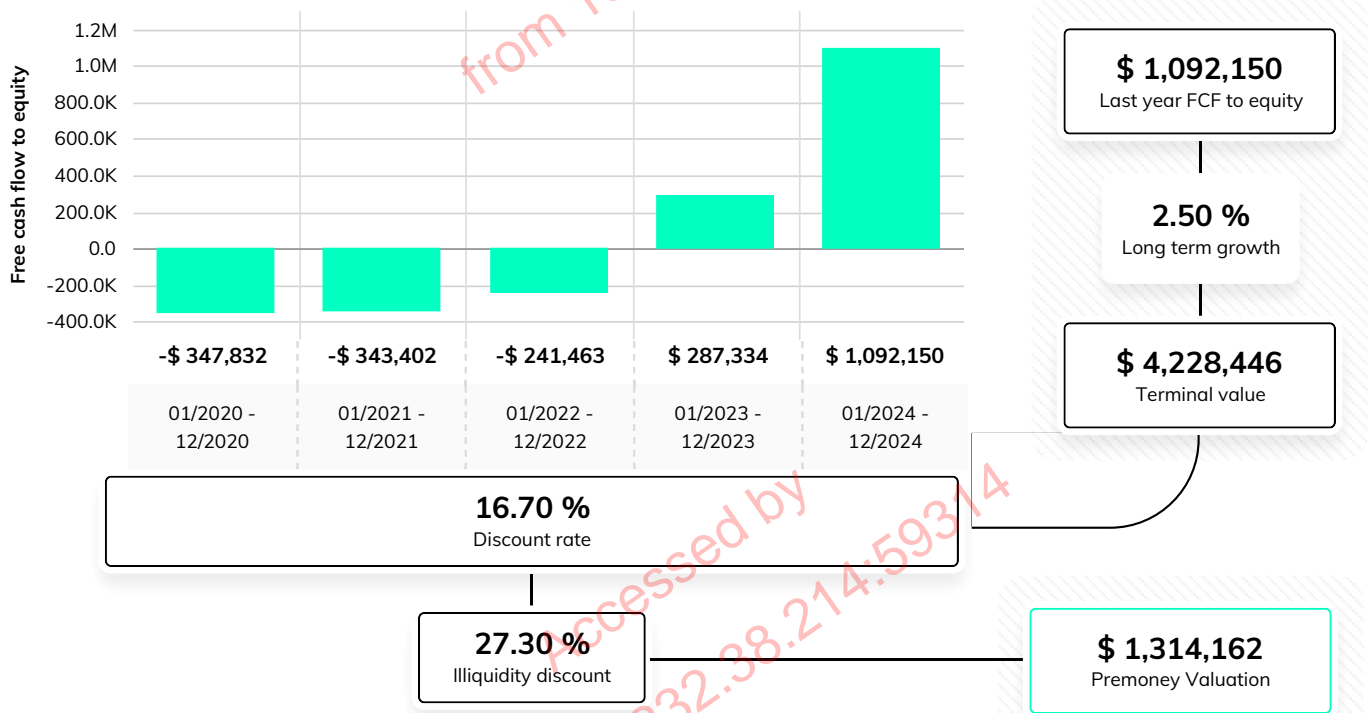 Free cash flow to equity
1.2M
1.0M
800.0K
600.0K
400.0K
200.0K
0.0
-200.0K
-400.0K
-$ 347,832
-$ 343,402
-$ 241,463
$ 287,334
$ 1,092,150
01/2020 -
12/2020
01/2021 -
12/2021
01/2022 -
12/2022
01/2023 -
12/2023
01/2024 -
12/2024
$ 1,092,150
Last year FCF to equity
2.50 %
Long term growth
$ 4,228,446
Terminal value
16.70 %
Discount rate
27.30 %
Illiquidity discount
$ 1,314,162
Premoney Valuation
from
Accessed by
32.38.214:59314